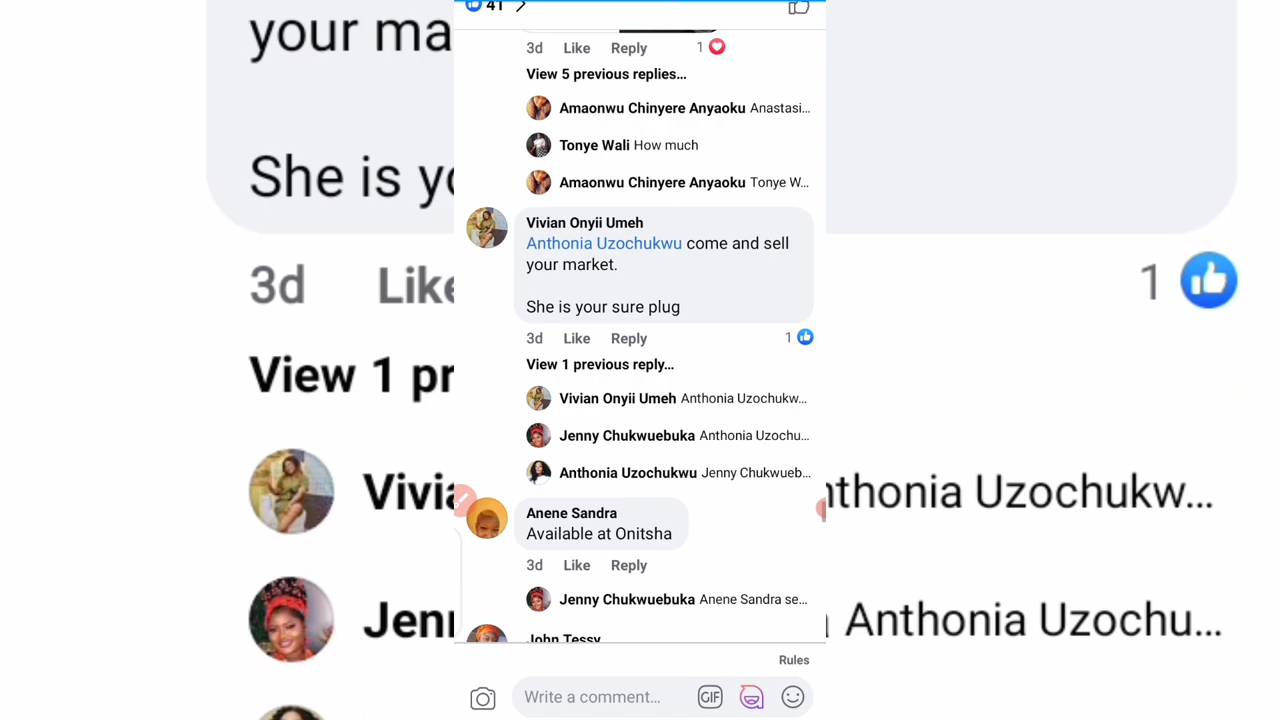 41
3d Like Reply 1
View 5 previous replies...
Amaonwu Chinyere Anyaoku Anastasi...
Tonye Wali How much
Amaonwu Chinyere Anyaoku Tonye W...
Vivian Onyii Umeh
Anthonia Uzochukwu come and sell
your market.
She is your sure plug
3d Like Reply 1
View 1 previous reply...
Vivian Onyii Umeh Anthonia Uzochukw...
Jenny Chukwuebuka Anthonia Uzochu...
Anthonia Uzochukwu Jenny Chukwueb...
Anene Sandra
Available at Onitsha
3d Like Reply
Jenny Chukwuebuka Anene Sandra se...
John Tessy
Rules
Write a comment...
GIF
your ma
She is yo
3d Like 1
View 1 pr
Vivia nthonia Uzochukw...
Jenn Anthonia Uzochu...